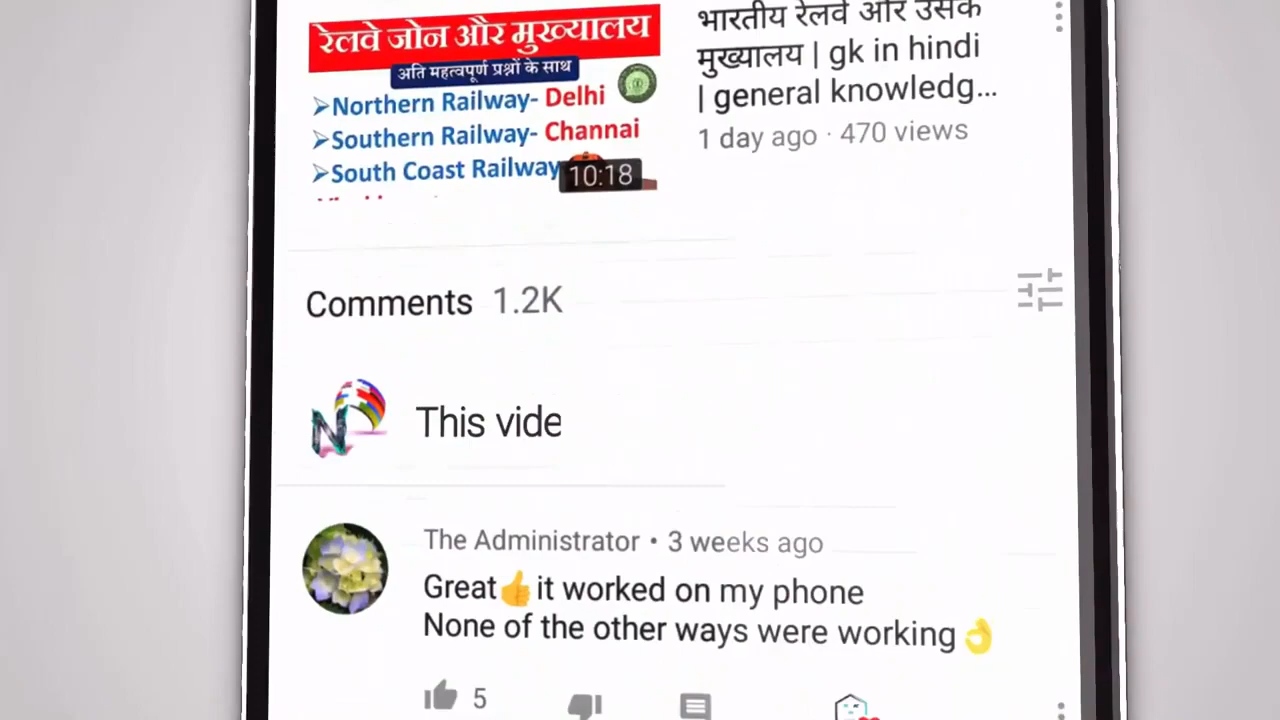 रेलवे जोन और मुख्यालय
अति महत्वपूर्ण प्रश्नों के साथ
➢Northern Railway- Delhi
➢Southern Railway- Channai
➢South Coast Railway
10:18
भारतीय रेलवे और उसके
मुख्यालय | gk in hindi
| general knowledg...
1 day ago · 470 views
Comments 1.2K
N
This vide
The Administrator • 3 weeks ago
Great👍it worked on my phone
None of the other ways were working👌
5